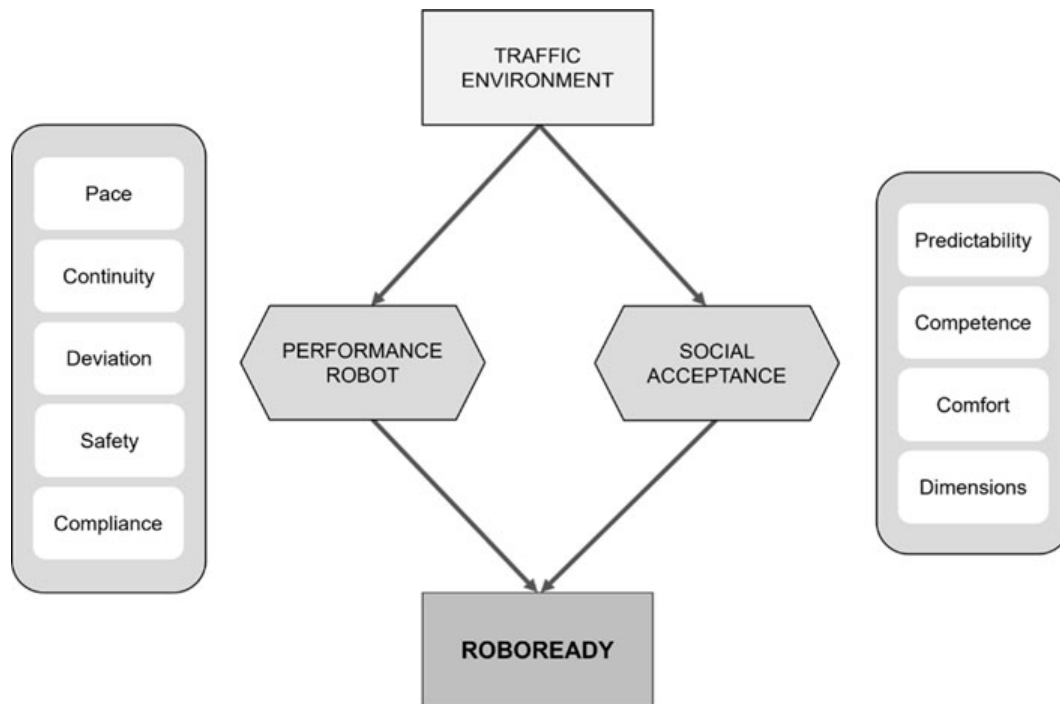 TRAFFIC
ENVIRONMENT
Pace
Continuity
Deviation
Safety
Compliance
PERFORMANCE
ROBOT
SOCIAL
ACCEPTANCE
Predictability
Competence
Comfort
Dimensions
ROBOREADY